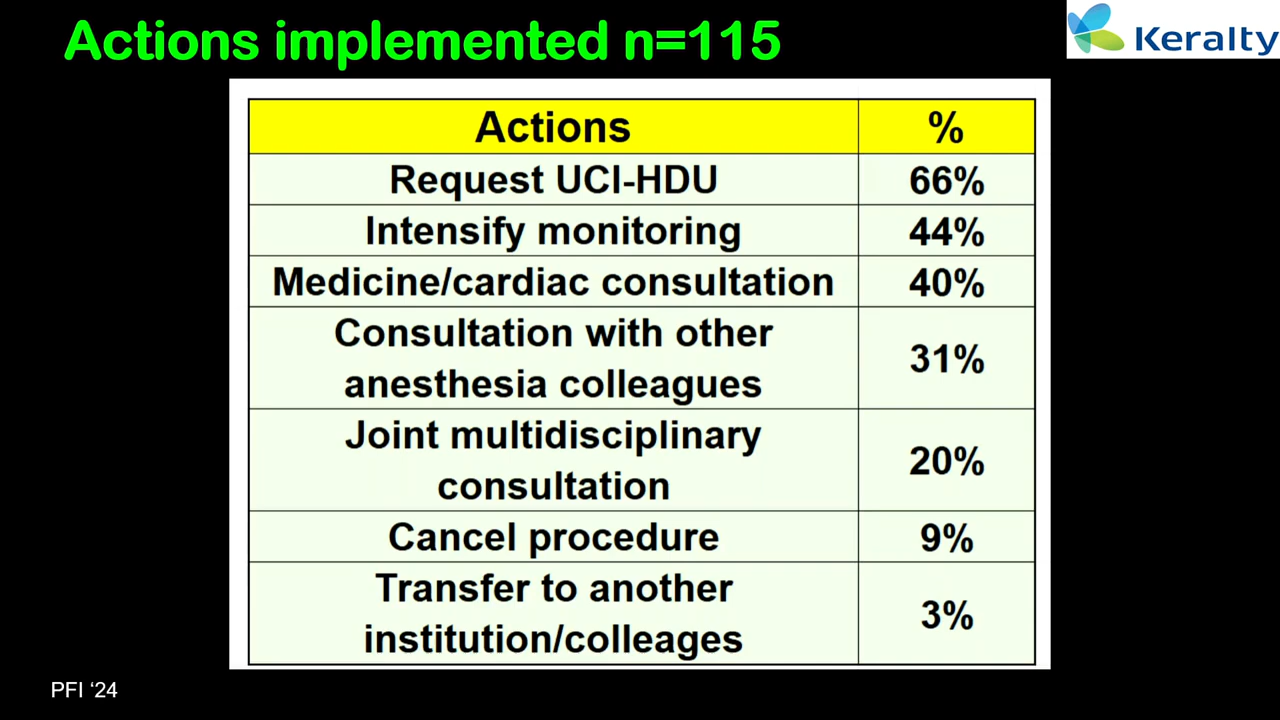 Actions implemented n=115
Keralty
Actions %
Request UCI-HDU 66%
Intensify monitoring 44%
Medicine/cardiac consultation 40%
Consultation with other
anesthesia colleagues 31%
Joint multidisciplinary
consultation 20%
Cancel procedure 9%
Transfer to another
institution/colleages 3%
PFI ‘24